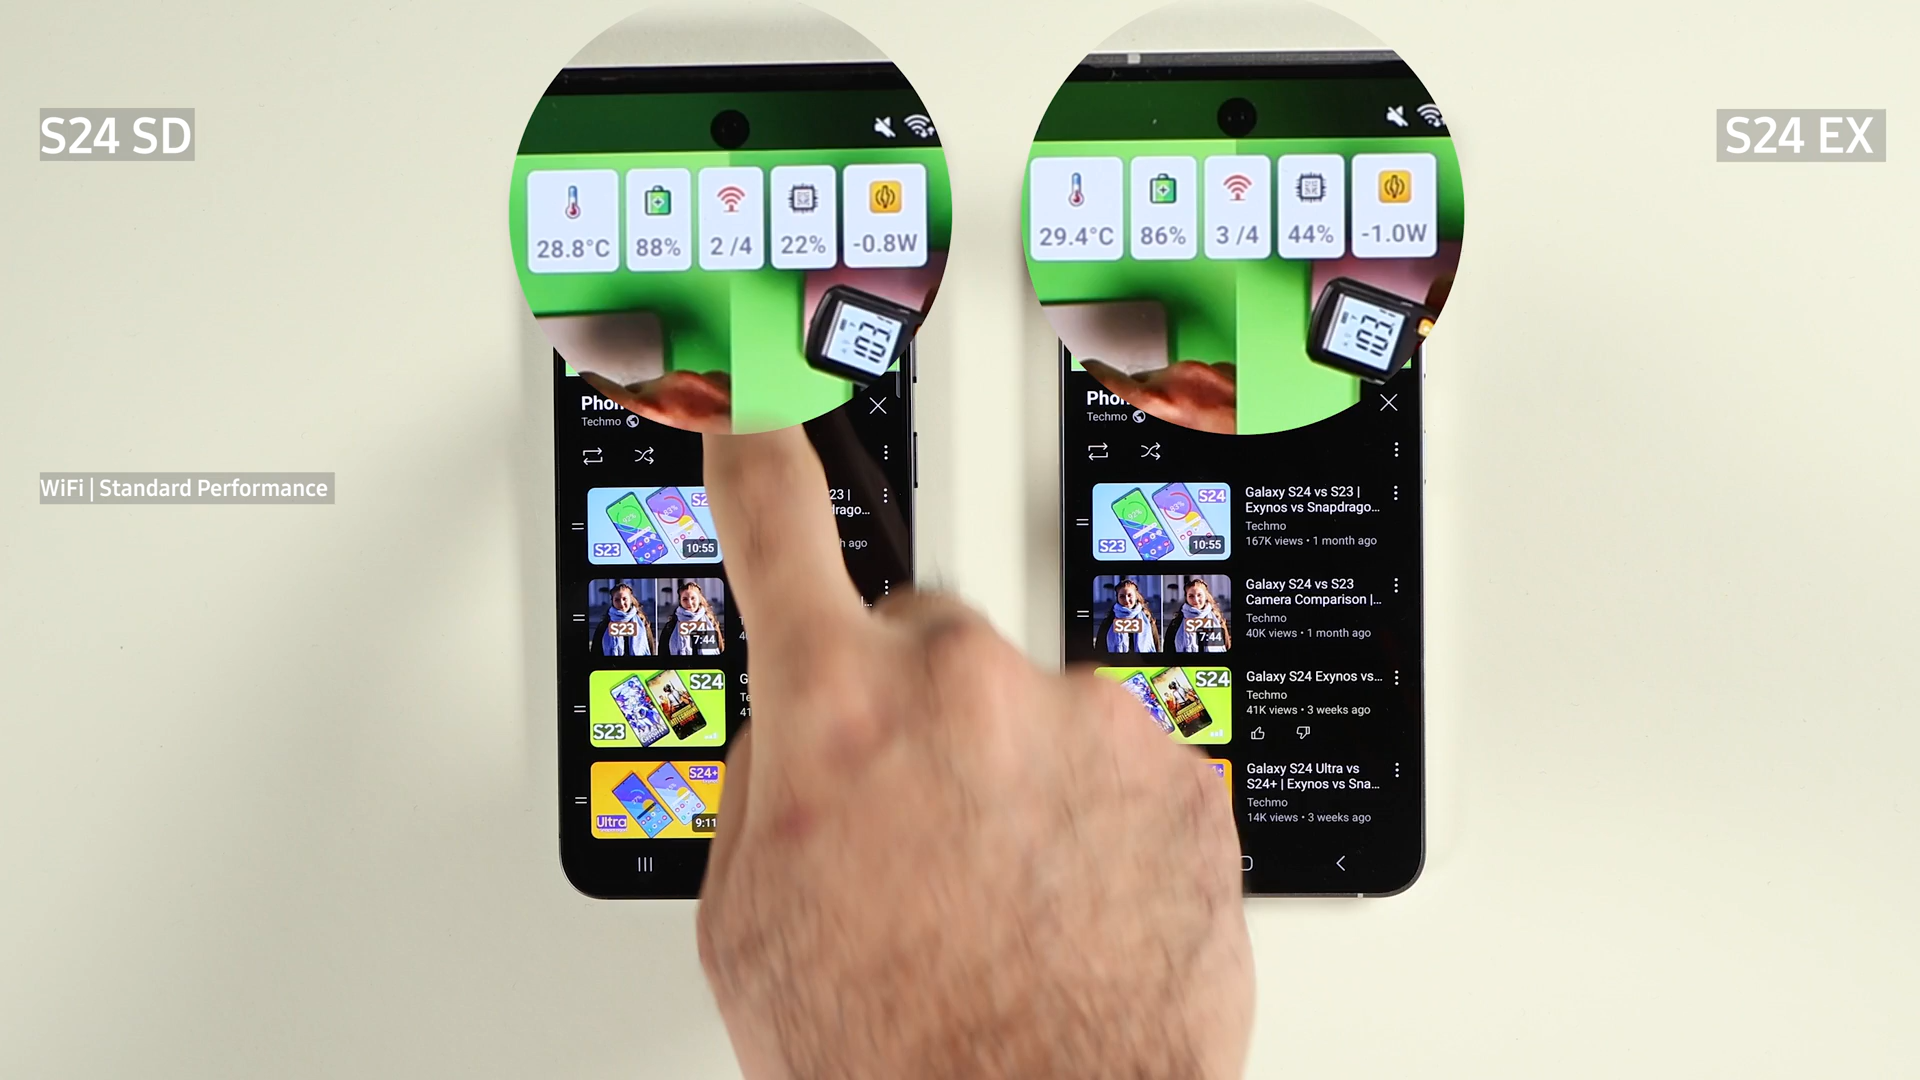 S24 SD
S24 EX
WiFi | Standard Performance
28.8°C
88%
2 /4
22%
-0.8W
29.4°C
86%
3 /4
44%
-1.0W
Techmo
S23
10:55
h ago
S23
S24
7:44
S24
S23
S24+
Ultra
9:11
Techmo
S24
S23
10:55
Galaxy S24 vs S23 |
Exynos vs Snapdrago...
Techmo
167K views • 1 month ago
S23
7:44
Galaxy S24 vs S23
Camera Comparison |...
Techmo
40K views • 1 month ago
S24
Galaxy S24 Exynos vs...
Techmo
41K views • 3 weeks ago
Galaxy S24 Ultra vs
S24+ | Exynos vs Sna...
Techmo
14K views • 3 weeks ago